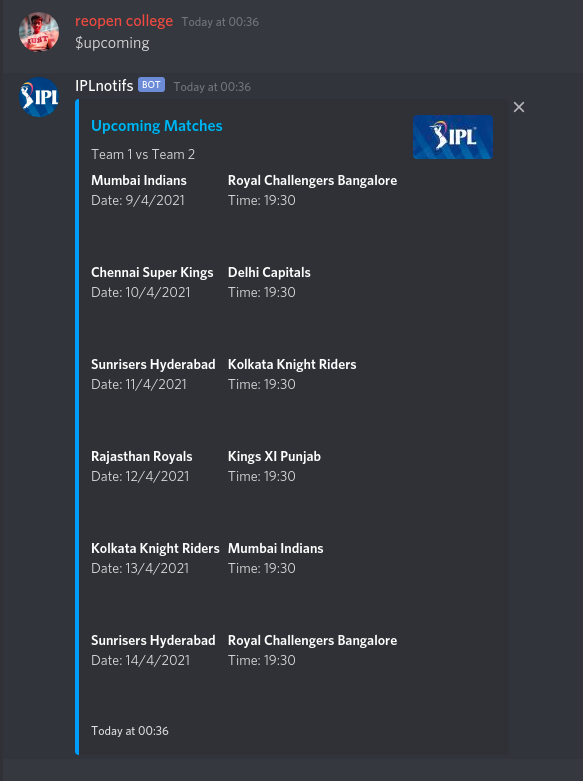 reopen college Today at 00:36
$upcoming
IPL
IPLnotifs BOT Today at 00:36
Upcoming Matches
IPL
Team 1 vs Team 2
Mumbai Indians Royal Challengers Bangalore
Date: 9/4/2021 Time: 19:30
Chennai Super Kings Delhi Capitals
Date: 10/4/2021 Time: 19:30
Sunrisers Hyderabad Kolkata Knight Riders
Date: 11/4/2021 Time: 19:30
Rajasthan Royals Kings XI Punjab
Date: 12/4/2021 Time: 19:30
Kolkata Knight Riders Mumbai Indians
Date: 13/4/2021 Time: 19:30
Sunrisers Hyderabad Royal Challengers Bangalore
Date: 14/4/2021 Time: 19:30
Today at 00:36